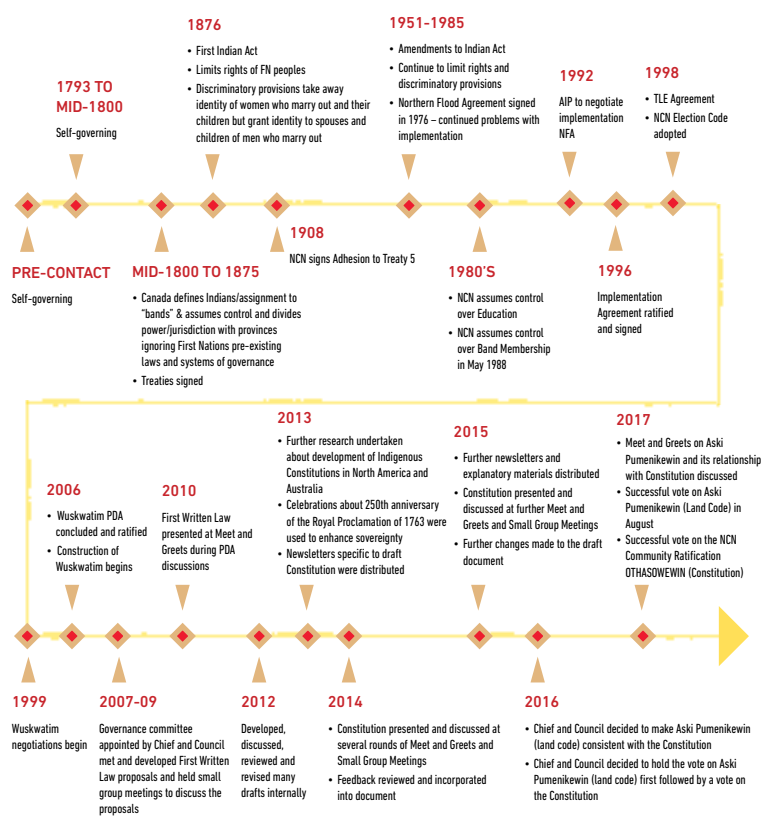 PRE-CONTACT
Self-governing
1793 TO
MID-1800
Self-governing
MID-1800 TO 1875
• Canada defines Indians/assignment to
“bands” & assumes control and divides
power/jurisdiction with provinces
ignoring First Nations pre-existing
laws and systems of governance
• Treaties signed
1876
• First Indian Act
• Limits rights of FN peoples
• Discriminatory provisions take away
identity of women who marry out and their
children but grant identity to spouses and
children of men who marry out
1908
NCN signs Adhesion to Treaty 5
1951-1985
• Amendments to Indian Act
• Continue to limit rights and
discriminatory provisions
• Northern Flood Agreement signed
in 1976 – continued problems with
implementation
1980’S
• NCN assumes control
over Education
• NCN assumes control
over Band Membership
in May 1988
1992
AIP to negotiate
implementation
NFA
1996
Implementation
Agreement ratified
and signed
1998
• TLE Agreement
• NCN Election Code
adopted
1999
Wuskwatim
negotiations begin
2006
• Wuskwatim PDA
concluded and ratified
• Construction of
Wuskwatim begins
2007-09
Governance committee
appointed by Chief and Council
met and developed First Written
Law proposals and held small
group meetings to discuss the
proposals
2010
First Written Law
presented at Meet and
Greets during PDA
discussions
2012
Developed,
discussed,
reviewed and
revised many
drafts internally
2013
• Further research undertaken
about development of Indigenous
Constitutions in North America and
Australia
• Celebrations about 250th anniversary
of the Royal Proclamation of 1763 were
used to enhance sovereignty
• Newsletters specific to draft
Constitution were distributed
2014
• Constitution presented and discussed at
several rounds of Meet and Greets and
Small Group Meetings
• Feedback reviewed and incorporated
into document
2015
• Further newsletters and
explanatory materials distributed
• Constitution presented and
discussed at further Meet and
Greets and Small Group Meetings
• Further changes made to the draft
document
2016
• Chief and Council decided to make Aski Pumenikewin
(land code) consistent with the Constitution
• Chief and Council decided to hold the vote on Aski
Pumenikewin (land code) first followed by a vote on
the Constitution
2017
• Meet and Greets on Aski
Pumenikewin and its relationship
with Constitution discussed
• Successful vote on Aski
Pumenikewin (Land Code) in
August
• Successful vote on the NCN
Community Ratification
OTHASOWEWIN (Constitution)